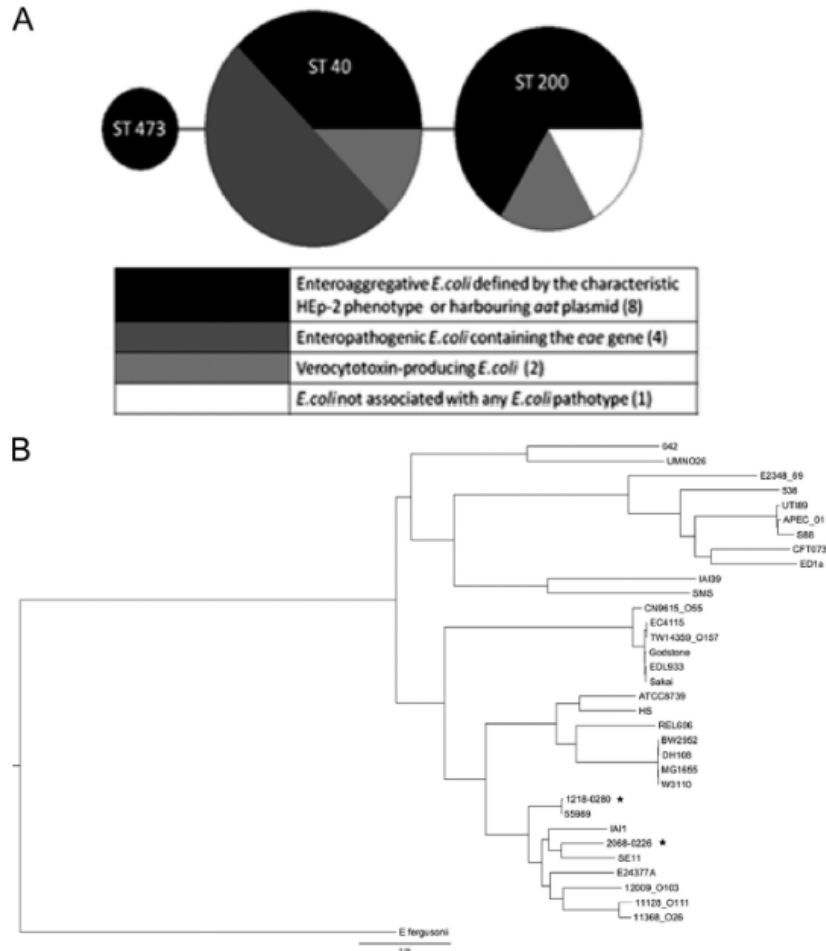 A
ST 473
ST 40
ST 200
Enteroaggregative E.coli defined by the characteristic
HEp-2 phenotype or harbouring aat plasmid (8)
Enteropathogenic E.coli containing the eae gene (4)
Verocytotoxin-producing E.coli (2)
E.coli not associated with any E.coli pathotype (1)
B
042
UMNO26
E2348_69
536
UTI89
APEC_01
S88
CFT073
ED1a
IAI39
SMS
CN9615_O55
EC4115
TW14359_O157
Godstone
EDL933
Sakai
ATCC8739
HS
REL606
BW2952
DH10B
MG1655
W3110
1218-0280 ★
55989
IAI1
2068-0226 ★
SE11
E24377A
12009_O103
11128_O111
11368_O26
E fergusonii